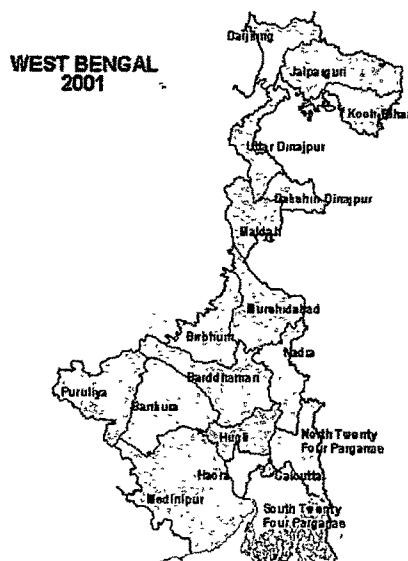 WEST BENGAL
2001
Darjiling
Jalpaiguri
Koch Bihar
Uttar Dinajpur
Dakshin Dinajpur
Maldah
Murshidabad
Birbhum
Nadia
Barddhaman
Puruliya
Bankura
Hugli
North Twenty
Four Parganas
Haora
Calcutta
Medinipur
South Twenty
Four Parganas